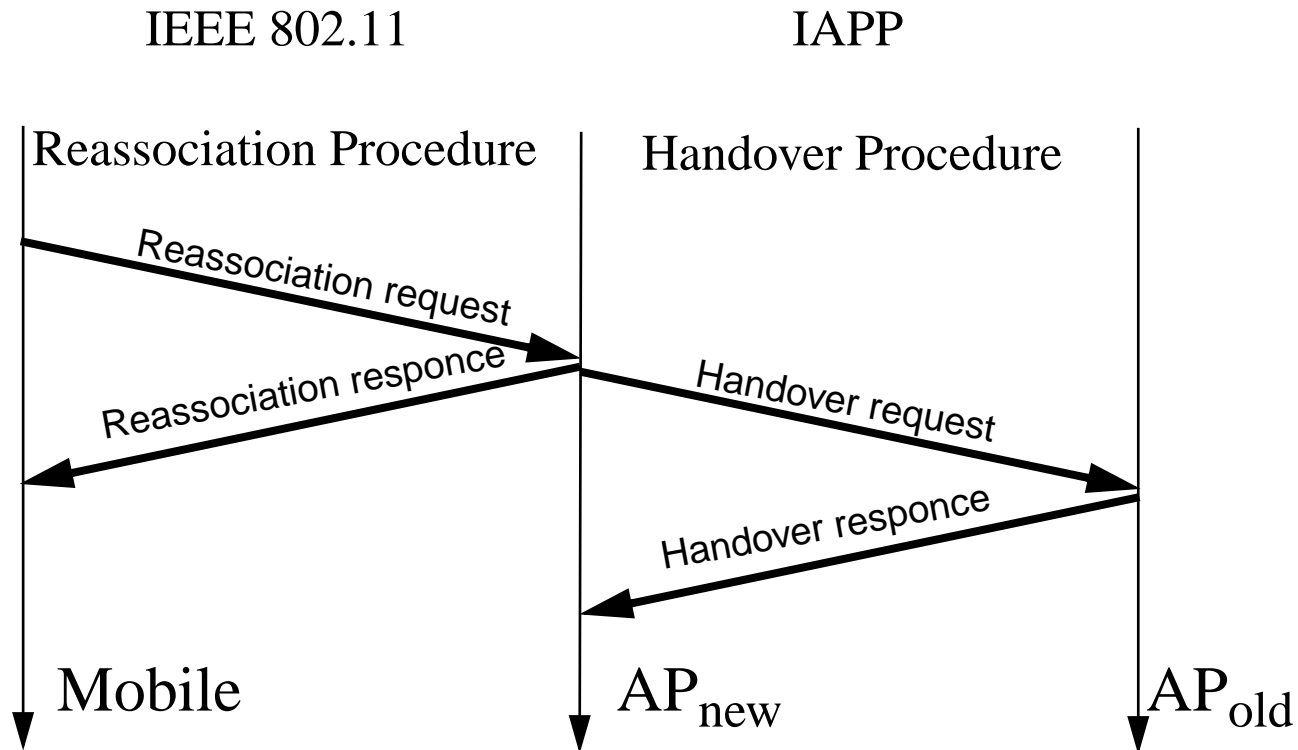 IEEE 802.11
IAPP
Reassociation Procedure
Handover Procedure
Reassociation request
Reassociation responce
Handover request
Handover responce
Mobile
APnew
APold